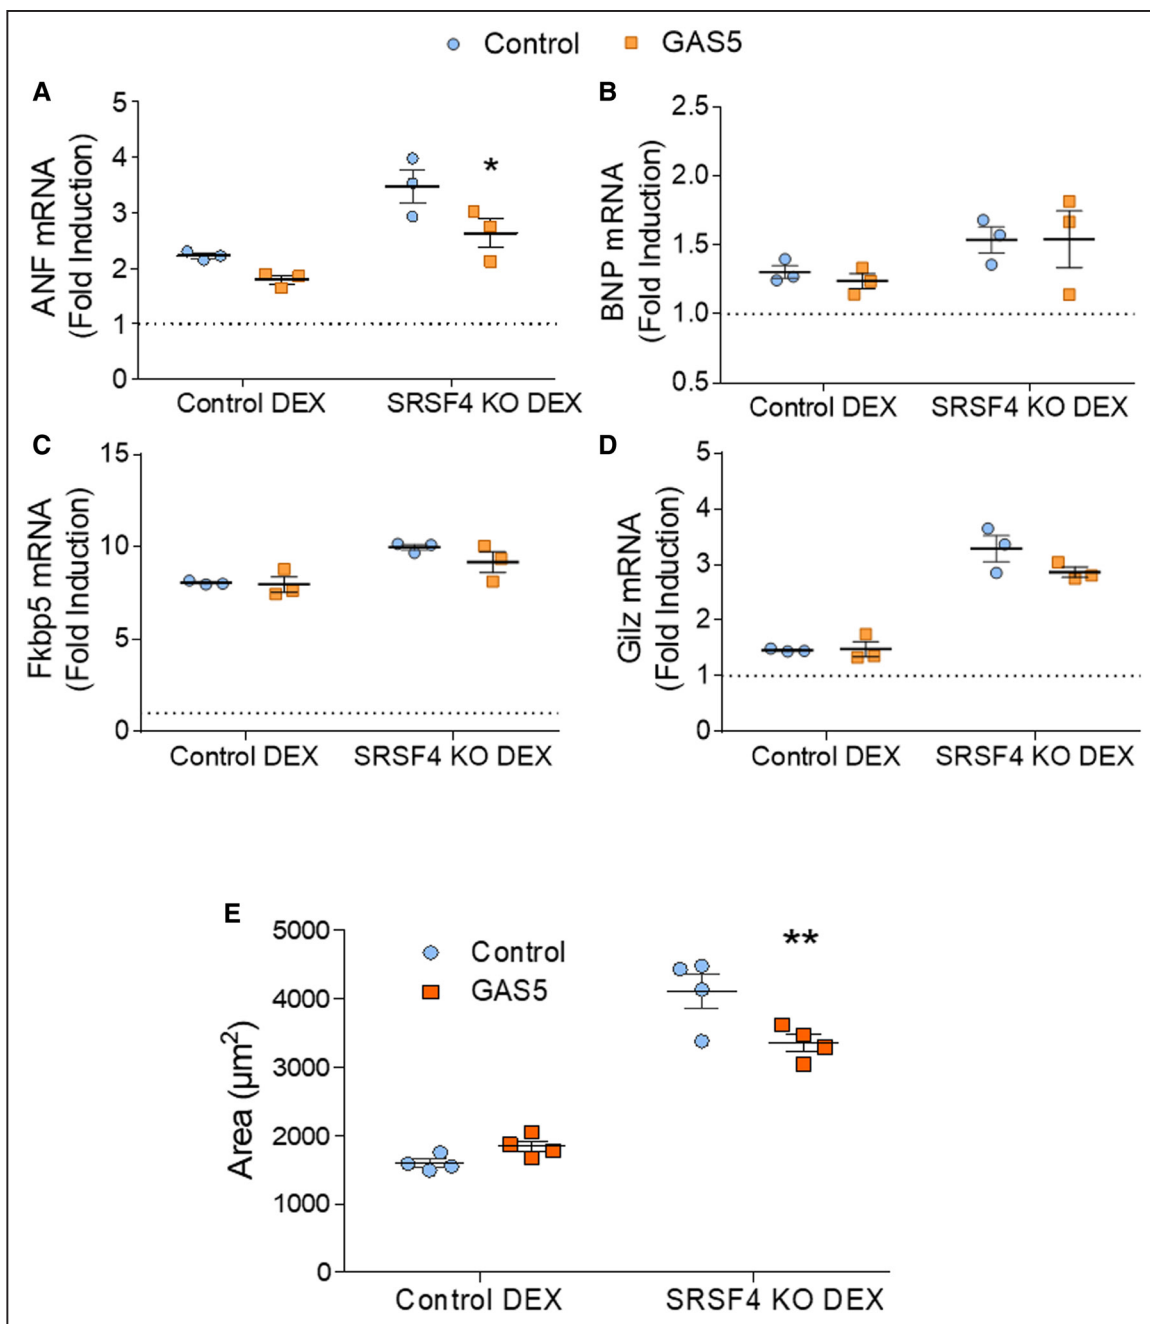 Control GAS5
A
B
ANF mRNA
(Fold Induction)
5
4
3
2
1
0
*
Control DEX SRSF4 KO DEX
BNP mRNA
(Fold Induction)
2.5
2.0
1.5
1.0
0.5
Control DEX SRSF4 KO DEX
C
D
Fkbp5 mRNA
(Fold Induction)
15
10
5
0
Control DEX SRSF4 KO DEX
Gilz mRNA
(Fold Induction)
5
4
3
2
1
0
Control DEX SRSF4 KO DEX
E
Area (µm²)
5000
4000
3000
2000
1000
0
Control
GAS5
**
Control DEX SRSF4 KO DEX